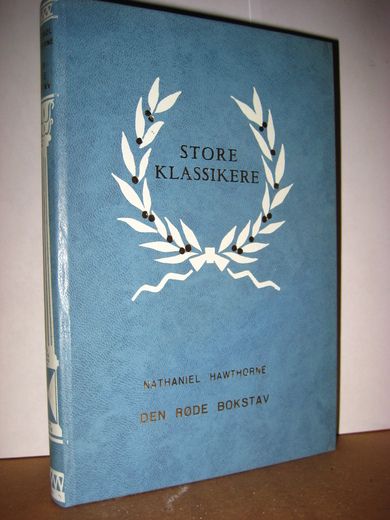 STORE
KLASSIKERE
NATHANIEL HAWTHORNE
DEN RØDE BOKSTAV